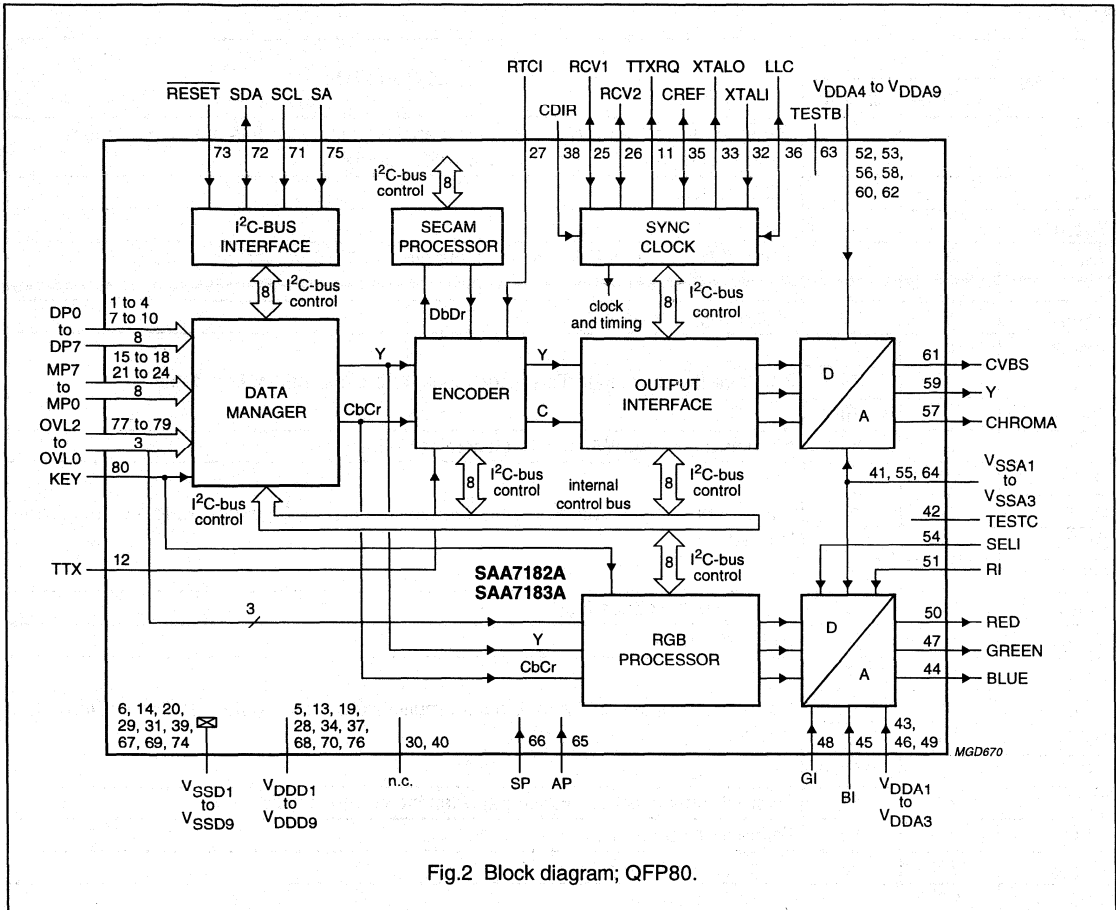 RTCI RCV1 TTXRQ XTALO LLC
RESET SDA SCL SA
RCV2 CREF
VDDA4 to VDDA9
CDIR XTALI TESTB
73 72 71 75
27 38 25 26 11 35 33 32 36 63
52, 53,
56, 58,
60, 62
I2C-bus
control
8
I2C-BUS
INTERFACE
SECAM
PROCESSOR
SYNC
CLOCK
8
I2C-bus
control
DbDr
clock
and timing
8
I2C-bus
control
DP0
to
DP7
1 to 4
7 to 10
8
MP7
to
MP0
15 to 18
21 to 24
8
OVL2
to
OVL0
77 to 79
3
KEY
80
DATA
MANAGER
Y
CbCr
ENCODER
Y
C
OUTPUT
INTERFACE
D
A
61 CVBS
59 Y
57 CHROMA
I2C-bus
control
8
I2C-bus
control
internal
control bus
8
I2C-bus
control
41, 55, 64
VSSA1
to
VSSA3
42
TESTC
54
SELI
51
RI
TTX
12
SAA7182A
SAA7183A
8
I2C-bus
control
3
Y
CbCr
RGB
PROCESSOR
D
A
50 RED
47 GREEN
44 BLUE
6, 14, 20,
29, 31, 39,
67, 69, 74
5, 13, 19,
28, 34, 37,
68, 70, 76
30, 40
66
65
48
45
43,
46, 49
MGD670
VSSD1
to
VSSD9
VDDD1
to
VDDD9
n.c.
SP
AP
GI
BI
VDDA1
to
VDDA3
Fig.2 Block diagram; QFP80.